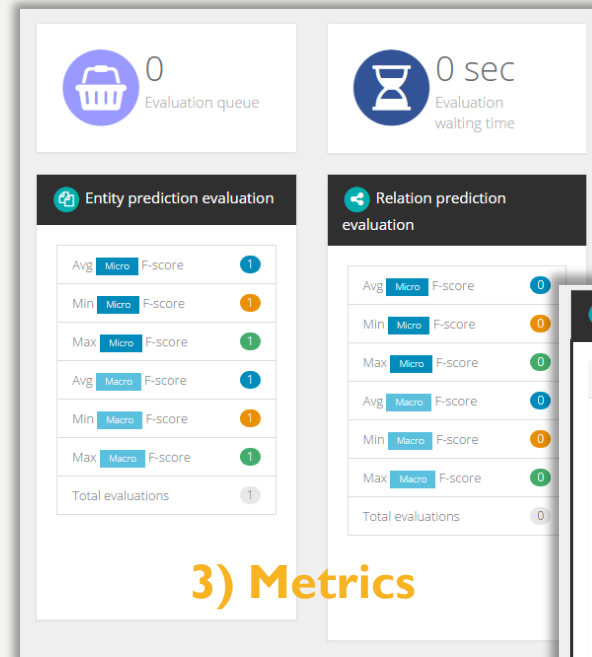 0
Evaluation queue
0 sec
Evaluation
waiting time
Entity prediction evaluation
Avg Micro F-score 1
Min Micro F-score 1
Max Micro F-score 1
Avg Macro F-score 1
Min Macro F-score 1
Max Macro F-score 1
Total evaluations 1
Relation prediction
evaluation
Avg Micro F-score 0
Min Micro F-score 0
Max Micro F-score 0
Avg Macro F-score 0
Min Macro F-score 0
Max Macro F-score 0
Total evaluations 0
3) Metrics